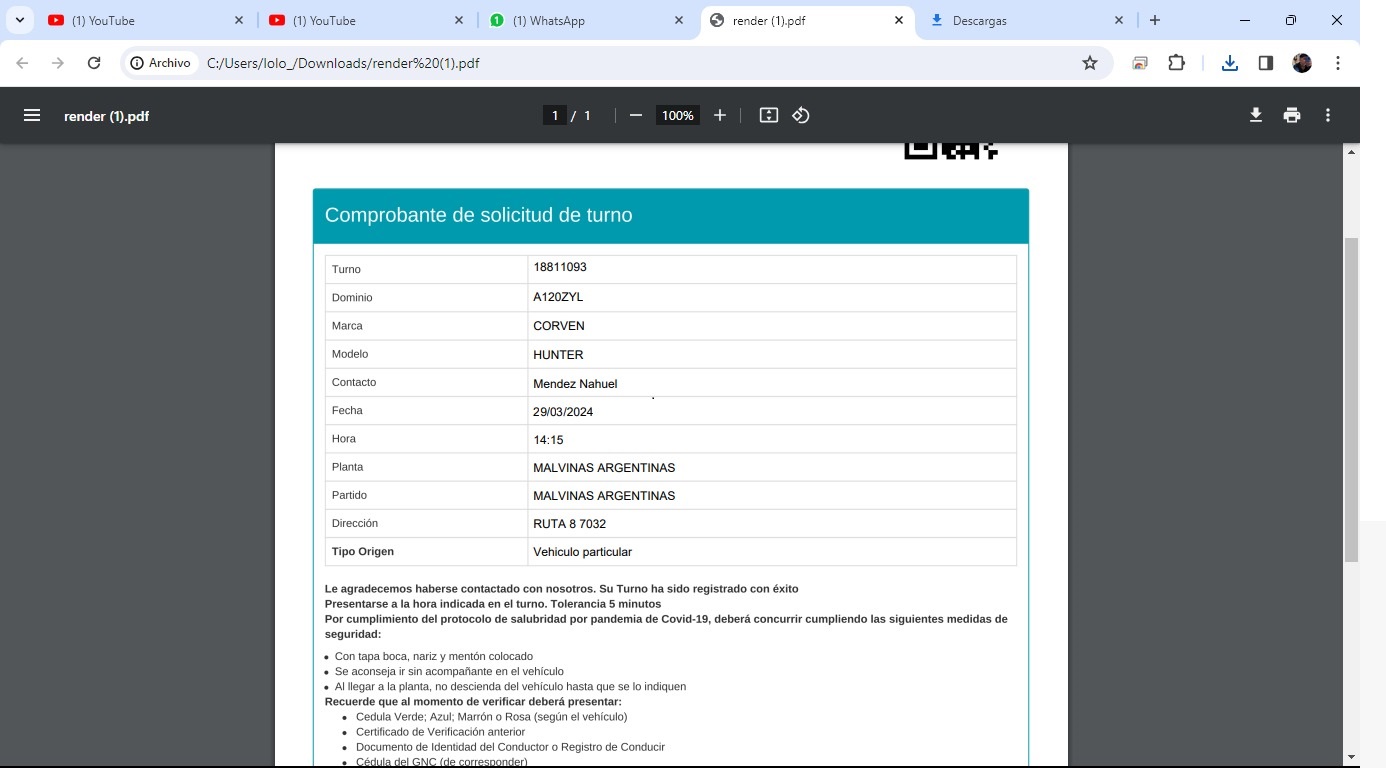 (1) YouTube
(1) YouTube
1 (1) WhatsApp
render (1).pdf
Descargas
Archivo C:/Users/lolo_/Downloads/render%20(1).pdf
render (1).pdf 1 / 1 100%
Comprobante de solicitud de turno
Turno 18811093
Dominio A120ZYL
Marca CORVEN
Modelo HUNTER
Contacto Mendez Nahuel
Fecha 29/03/2024
Hora 14:15
Planta MALVINAS ARGENTINAS
Partido MALVINAS ARGENTINAS
Dirección RUTA 8 7032
Tipo Origen Vehiculo particular
Le agradecemos haberse contactado con nosotros. Su Turno ha sido registrado con éxito
Presentarse a la hora indicada en el turno. Tolerancia 5 minutos
Por cumplimiento del protocolo de salubridad por pandemia de Covid-19, deberá concurrir cumpliendo las siguientes medidas de
seguridad:
• Con tapa boca, nariz y mentón colocado
• Se aconseja ir sin acompañante en el vehículo
• Al llegar a la planta, no descienda del vehículo hasta que se lo indiquen
Recuerde que al momento de verificar deberá presentar:
• Cedula Verde; Azul; Marrón o Rosa (según el vehículo)
• Certificado de Verificación anterior
• Documento de Identidad del Conductor o Registro de Conducir
• Cédula del GNC (de corresponder)